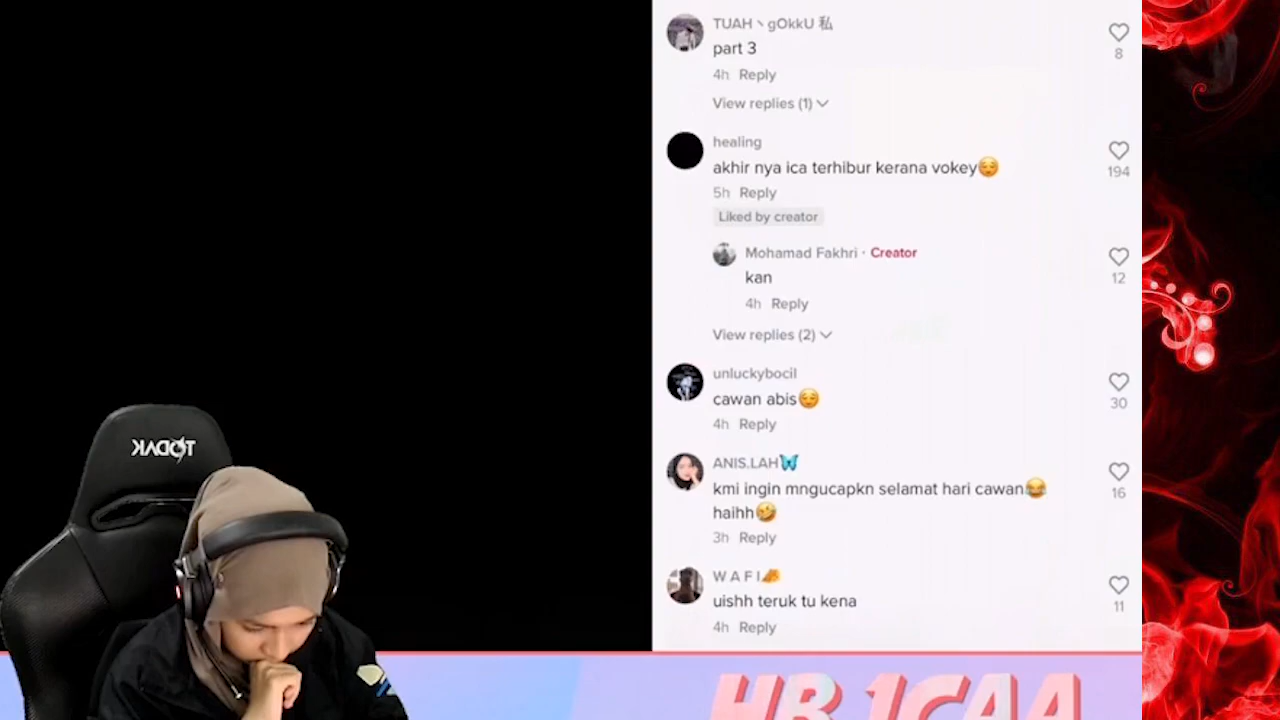 TUAH丶gOkkU 私
part 3
8
4h Reply
View replies (1)
healing
akhir nya ica terhibur kerana vokey😌
194
5h Reply
Liked by creator
Mohamad Fakhri · Creator
kan
12
4h Reply
View replies (2)
unluckybocil
cawan abis😌
30
4h Reply
ANIS.LAH🦋
kmi ingin mngucapkn selamat hari cawan😂
16
haihh🤣
3h Reply
W A F I
uishh teruk tu kena
11
4h Reply
TODAK
HB 1CAA